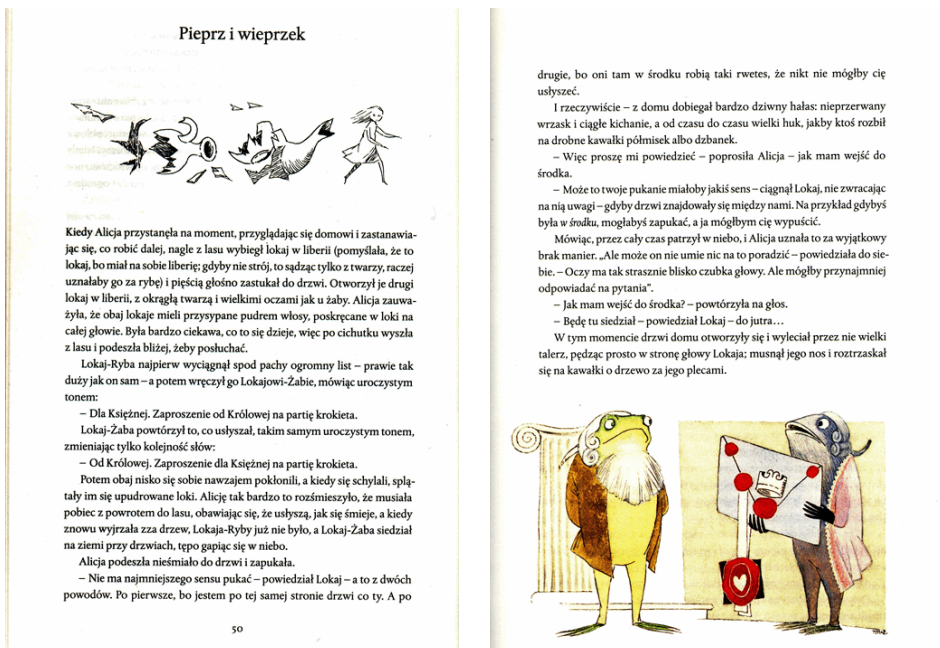 Pieprz i wieprzek
Kiedy Alicja przystanęła na moment, przyglądając się domowi i zastanawia-
jąc się, co robić dalej, nagle z lasu wybiegł lokaj w liberii (pomyślała, że to
lokaj, bo miał na sobie liberię; gdyby nie strój, to sądząc tylko z twarzy, raczej
uznałaby go za rybę) i pięścią głośno zastukał do drzwi. Otworzył je drugi
lokaj w liberii, z okrągłą twarzą i wielkimi oczami jak u żaby. Alicja zauwa-
żyła, że obaj lokaje mieli przysypane pudrem włosy, poskręcane w loki na
całej głowie. Była bardzo ciekawa, co to się dzieje, więc po cichutku wyszła
z lasu i podeszła bliżej, żeby posłuchać.
Lokaj-Ryba najpierw wyciągnął spod pachy ogromny list – prawie tak
duży jak on sam – a potem wręczył go Lokajowi-Żabie, mówiąc uroczystym
tonem:
– Dla Księżnej. Zaproszenie od Królowej na partię krokieta.
Lokaj-Żaba powtórzył to, co usłyszał, takim samym uroczystym tonem,
zmieniając tylko kolejność słów:
– Od Królowej. Zaproszenie dla Księżnej na partię krokieta.
Potem obaj nisko się sobie nawzajem pokłonili, a kiedy się schylali, splą-
tały im się upudrowane loki. Alicję tak bardzo to rozśmieszyło, że musiała
pobiec z powrotem do lasu, obawiając się, że usłyszą, jak się śmieje, a kiedy
znowu wyjrzała zza drzew, Lokaja-Ryby już nie było, a Lokaj-Żaba siedział
na ziemi przy drzwiach, tępo gapiąc się w niebo.
Alicja podeszła nieśmiało do drzwi i zapukała.
– Nie ma najmniejszego sensu pukać – powiedział Lokaj – a to z dwóch
powodów. Po pierwsze, bo jestem po tej samej stronie drzwi co ty. A po
50
drugie, bo oni tam w środku robią taki rwetes, że nikt nie mógłby cię
usłyszeć.
I rzeczywiście – z domu dobiegał bardzo dziwny hałas: nieprzerwany
wrzask i ciągłe kichanie, a od czasu do czasu wielki huk, jakby ktoś rozbił
na drobne kawałki półmisek albo dzbanek.
– Więc proszę mi powiedzieć – poprosiła Alicja – jak mam wejść do
środka.
– Może to twoje pukanie miałoby jakiś sens – ciągnął Lokaj, nie zwracając
na nią uwagi – gdyby drzwi znajdowały się między nami. Na przykład gdybyś
była w środku, mogłabyś zapukać, a ja mógłbym cię wypuścić.
Mówiąc, przez cały czas patrzył w niebo, i Alicja uznała to za wyjątkowy
brak manier. „Ale może on nie umie nic na to poradzić – powiedziała do sie-
bie. – Oczy ma tak strasznie blisko czubka głowy. Ale mógłby przynajmniej
odpowiadać na pytania”.
– Jak mam wejść do środka? – powtórzyła na głos.
– Będę tu siedział – powiedział Lokaj – do jutra…
W tym momencie drzwi domu otworzyły się i wyleciał przez nie wielki
talerz, pędząc prosto w stronę głowy Lokaja; musnął jego nos i roztrzaskał
się na kawałki o drzewo za jego plecami.